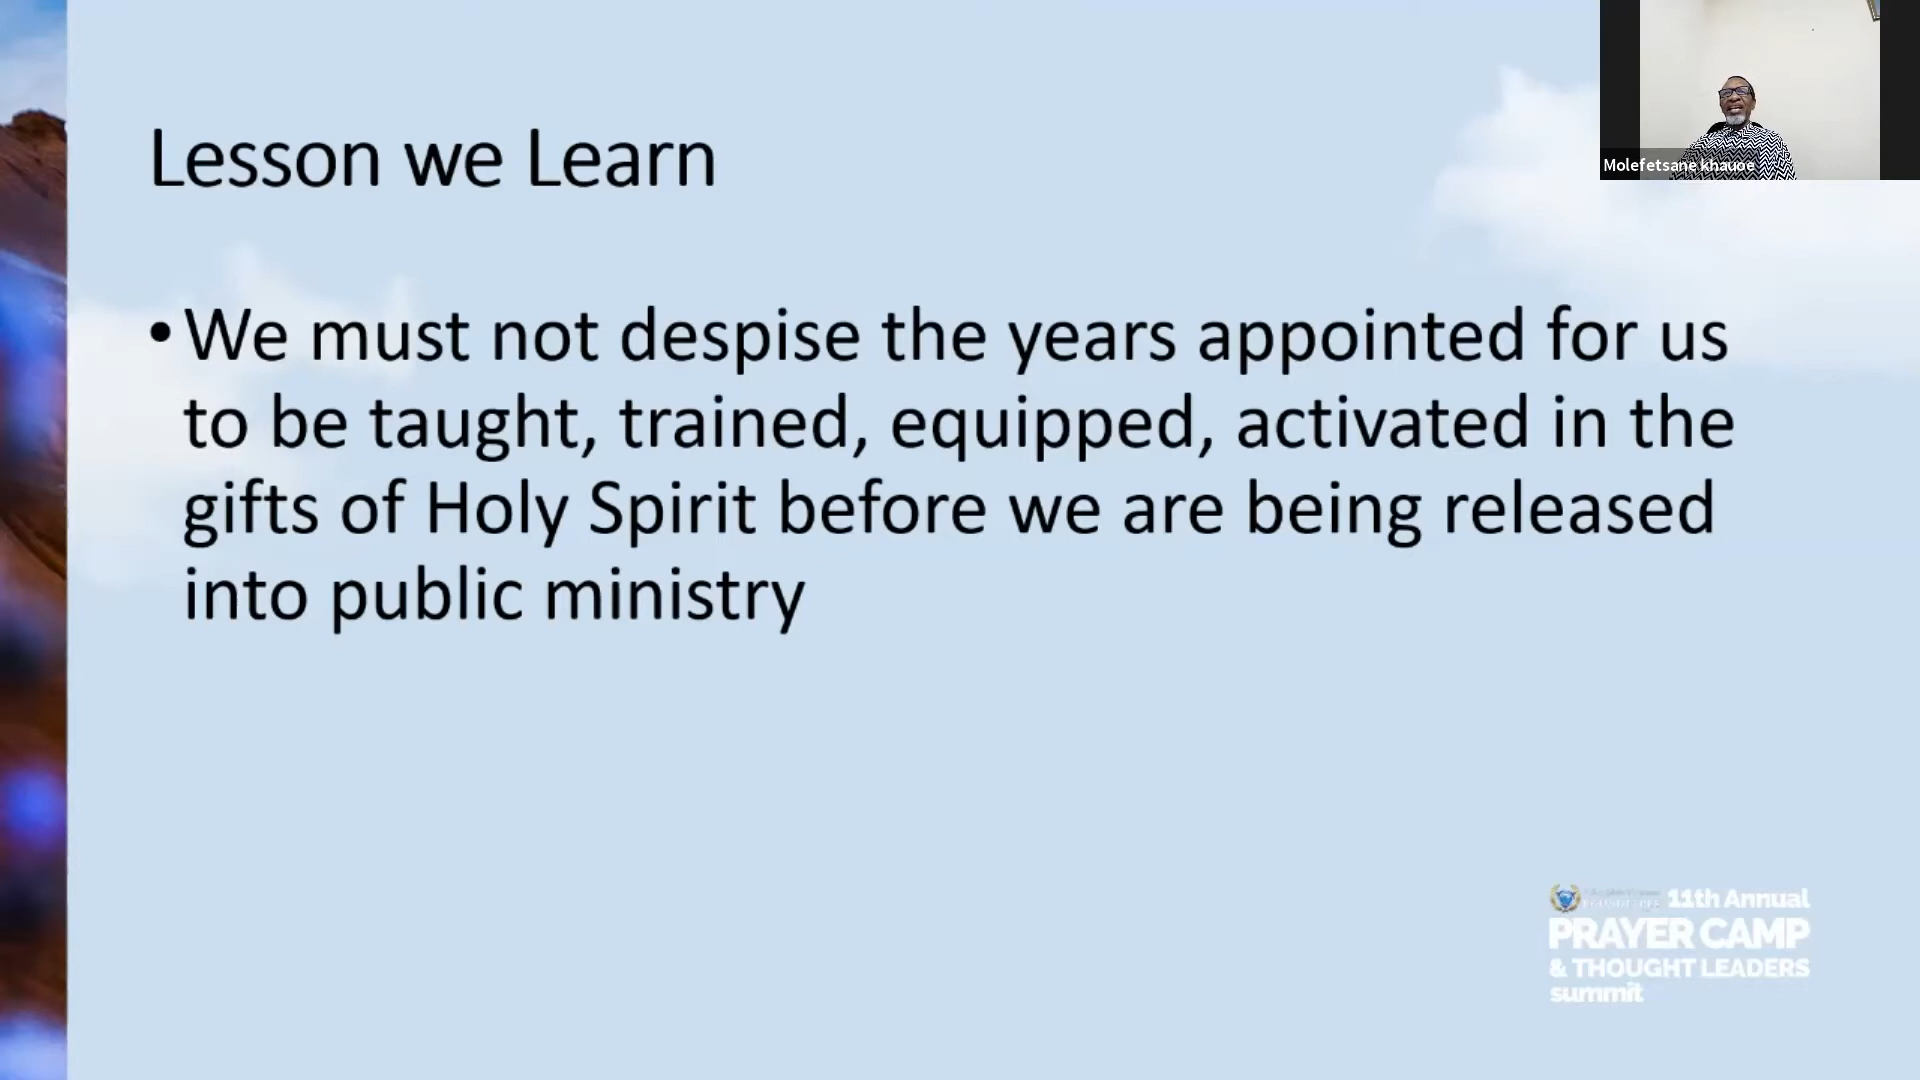 Lesson we Learn
Molefetsane khauoe
• We must not despise the years appointed for us
to be taught, trained, equipped, activated in the
gifts of Holy Spirit before we are being released
into public ministry
11th Annual
PRAYER CAMP
& THOUGHT LEADERS
summit